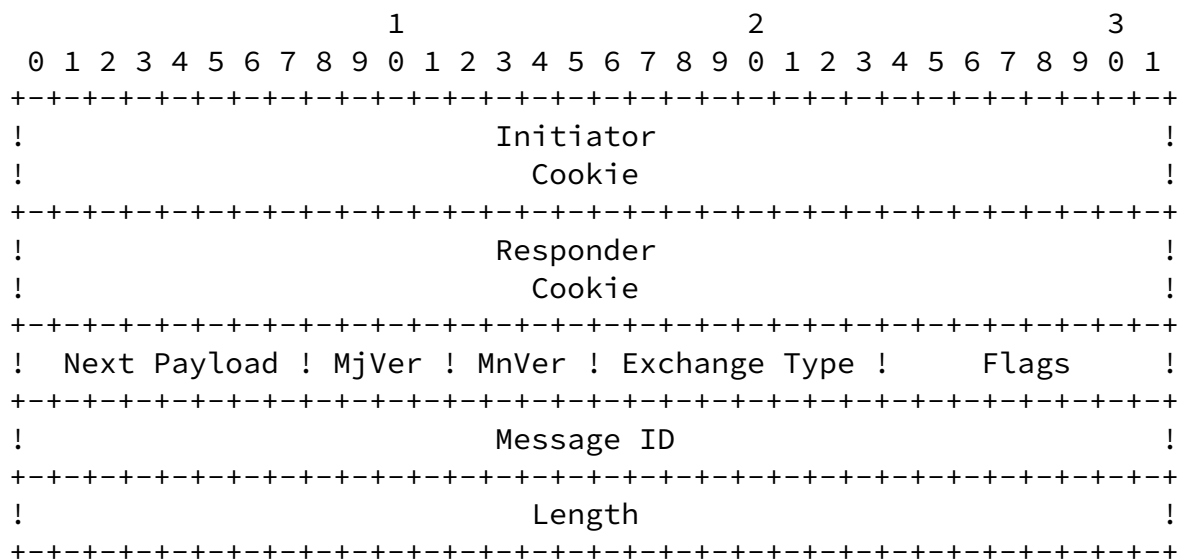 1                   2                   3
 0 1 2 3 4 5 6 7 8 9 0 1 2 3 4 5 6 7 8 9 0 1 2 3 4 5 6 7 8 9 0 1
+-+-+-+-+-+-+-+-+-+-+-+-+-+-+-+-+-+-+-+-+-+-+-+-+-+-+-+-+-+-+-+-+
!                          Initiator                            !
!                            Cookie                             !
+-+-+-+-+-+-+-+-+-+-+-+-+-+-+-+-+-+-+-+-+-+-+-+-+-+-+-+-+-+-+-+-+
!                          Responder                            !
!                            Cookie                             !
+-+-+-+-+-+-+-+-+-+-+-+-+-+-+-+-+-+-+-+-+-+-+-+-+-+-+-+-+-+-+-+-+
!  Next Payload ! MjVer ! MnVer ! Exchange Type !     Flags     !
+-+-+-+-+-+-+-+-+-+-+-+-+-+-+-+-+-+-+-+-+-+-+-+-+-+-+-+-+-+-+-+-+
!                          Message ID                           !
+-+-+-+-+-+-+-+-+-+-+-+-+-+-+-+-+-+-+-+-+-+-+-+-+-+-+-+-+-+-+-+-+
!                            Length                             !
+-+-+-+-+-+-+-+-+-+-+-+-+-+-+-+-+-+-+-+-+-+-+-+-+-+-+-+-+-+-+-+-+